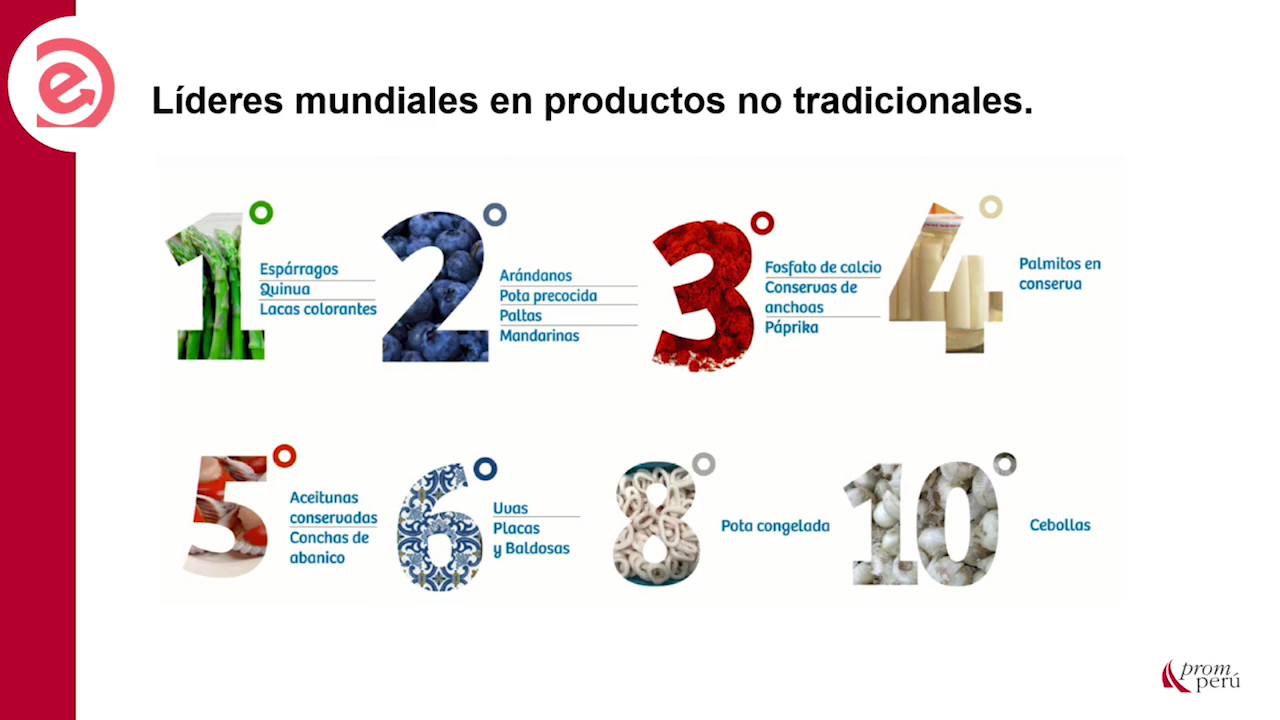 Líderes mundiales en productos no tradicionales.
1°
Espárragos
Quinua
Lacas colorantes
2°
Arándanos
Pota precocida
Paltas
Mandarinas
3°
Fosfato de calcio
Conservas de
anchoas
Páprika
4°
Palmitos en
conserva
5°
Aceitunas
conservadas
Conchas de
abanico
6°
Uvas
Placas
y Baldosas
8°
Pota congelada
10°
Cebollas
prom
perú